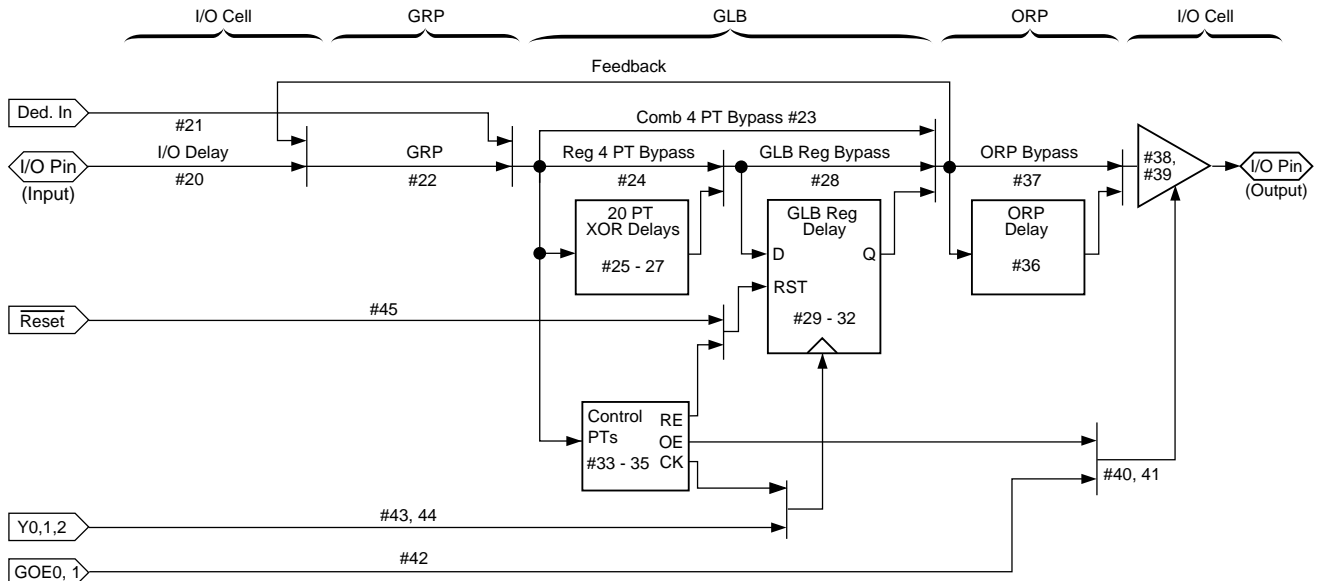 I/O Cell
GRP
GLB
ORP
I/O Cell
Feedback
Ded. In
#21
Comb 4 PT Bypass #23
I/O Pin
(Input)
I/O Delay
#20
GRP
#22
Reg 4 PT Bypass
#24
GLB Reg Bypass
#28
ORP Bypass
#37
#38,
#39
I/O Pin
(Output)
20 PT
XOR Delays
#25 - 27
GLB Reg
Delay
D
Q
RST
#29 - 32
ORP
Delay
#36
Reset
#45
Control
PTs
#33 - 35
RE
OE
CK
#40, 41
Y0,1,2
#43, 44
GOE0, 1
#42